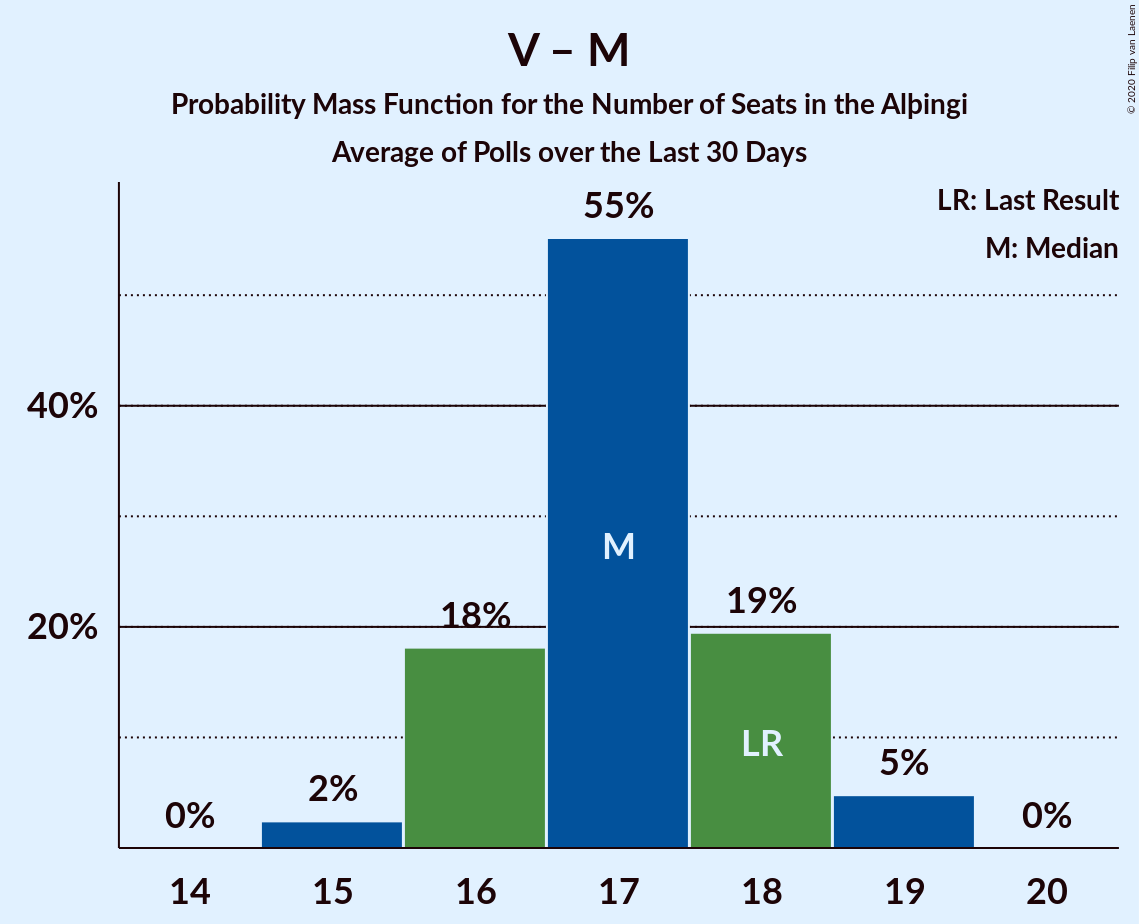 V – M
Probability Mass Function for the Number of Seats in the Alþingi
Average of Polls over the Last 30 Days
© 2020 Filip van Laenen
LR: Last Result
M: Median
55%
40%
M
19%
18%
20%
LR
5%
2%
0%
0%
14 15 16 17 18 19 20